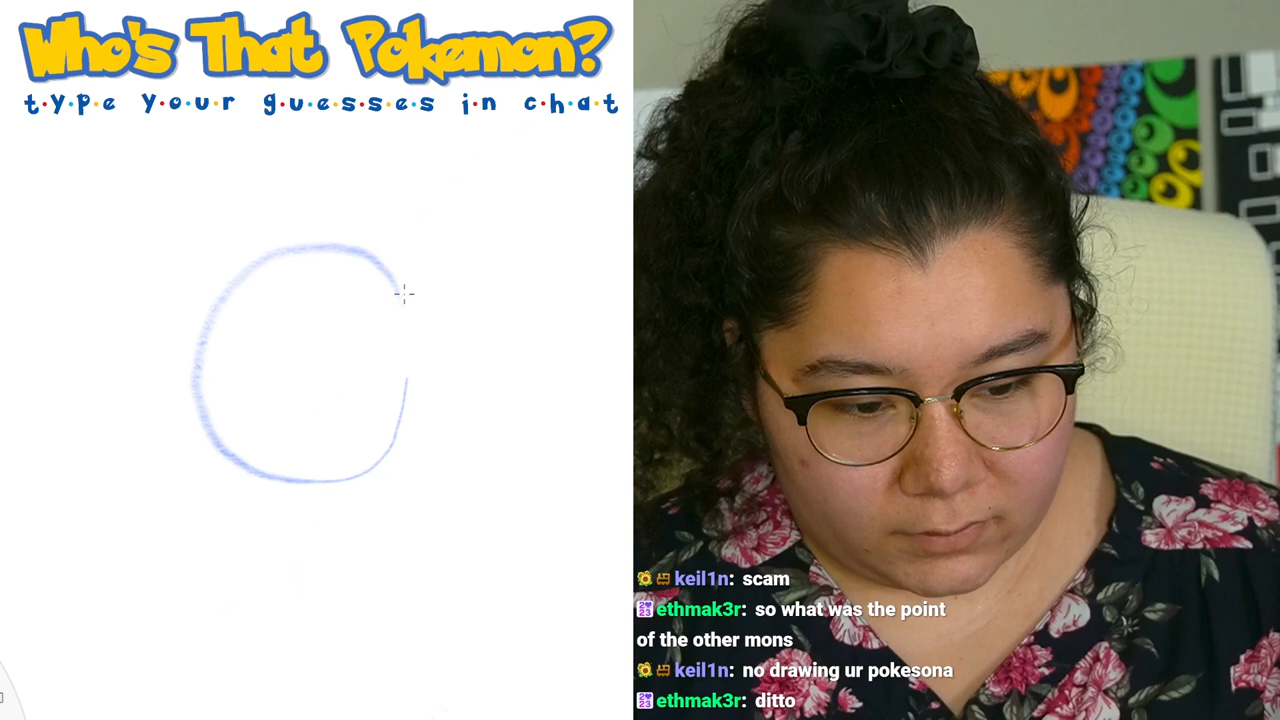 Who's That Pokemon?
type your guesses in chat
keil1n: scam
ethmak3r: so what was the point
of the other mons
keil1n: no drawing ur pokesona
ethmak3r: ditto